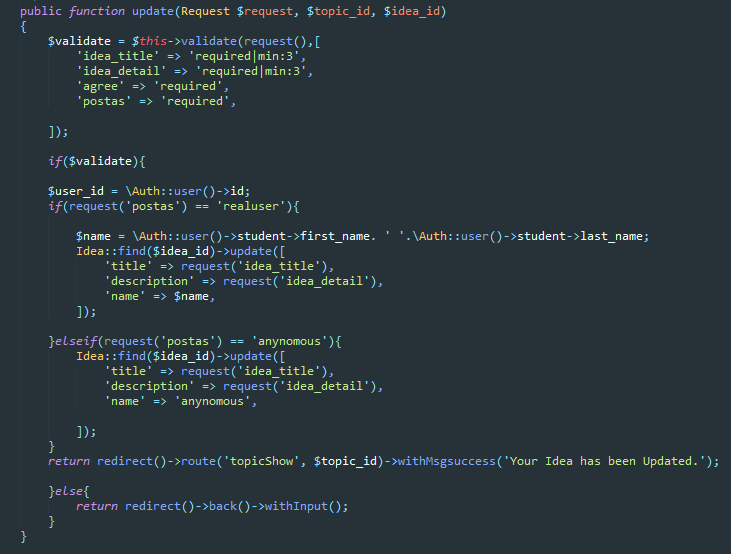 public function update(Request $request, $topic_id, $idea_id)
{
    $validate = $this->validate(request(),[
        'idea_title' => 'required|min:3',
        'idea_detail' => 'required|min:3',
        'agree' => 'required',
        'postas' => 'required',

    ]);

    if($validate){

    $user_id = \Auth::user()->id;
    if(request('postas') == 'realuser'){

        $name = \Auth::user()->student->first_name. ' '.\Auth::user()->student->last_name;
        Idea::find($idea_id)->update([
            'title' => request('idea_title'),
            'description' => request('idea_detail'),
            'name' => $name,
        ]);

    }elseif(request('postas') == 'anynomous'){
        Idea::find($idea_id)->update([
            'title' => request('idea_title'),
            'description' => request('idea_detail'),
            'name' => 'anynomous',

        ]);
    }
    return redirect()->route('topicShow', $topic_id)->withMsgsuccess('Your Idea has been Updated.');

    }else{
        return redirect()->back()->withInput();
    }
}